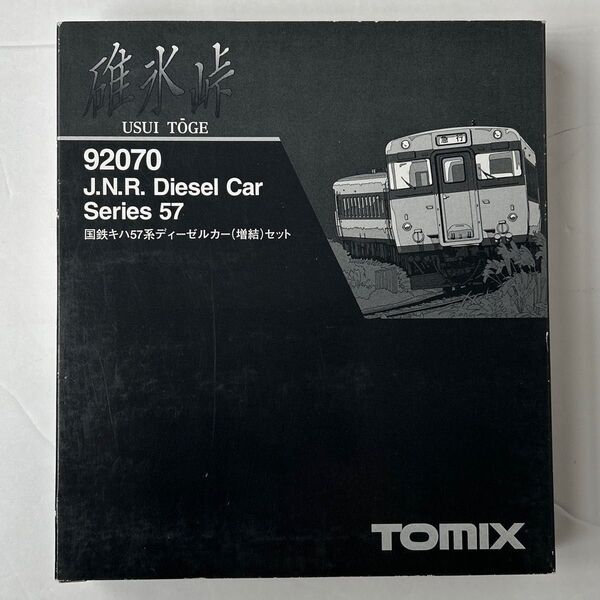 碓氷峠
USUI TŌGE
92070
J.N.R. Diesel Car
Series 57
国鉄キハ57系ディーゼルカー(増結)セット
急行
TOMIX